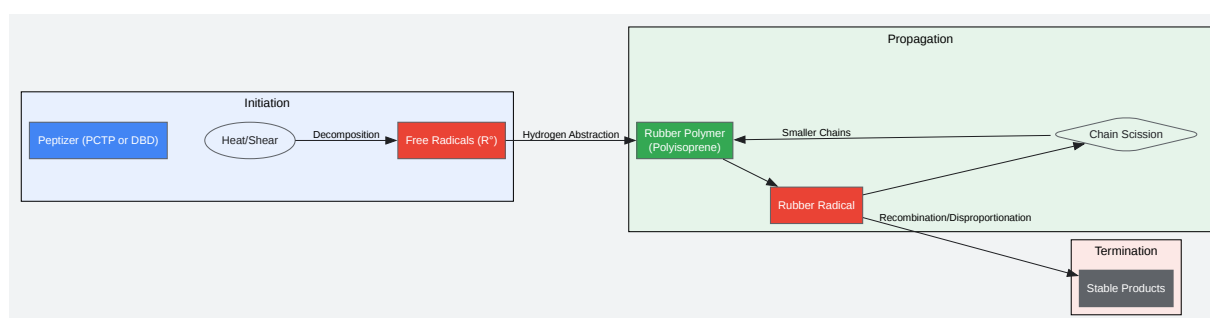 Propagation
Initiation
Peptizer (PCTP or DBD)
Heat/Shear
Decomposition
Free Radicals (R°)
Hydrogen Abstraction
Rubber Polymer
(Polyisoprene)
Smaller Chains
Chain Scission
Rubber Radical
Recombination/Disproportionation
Termination
Stable Products